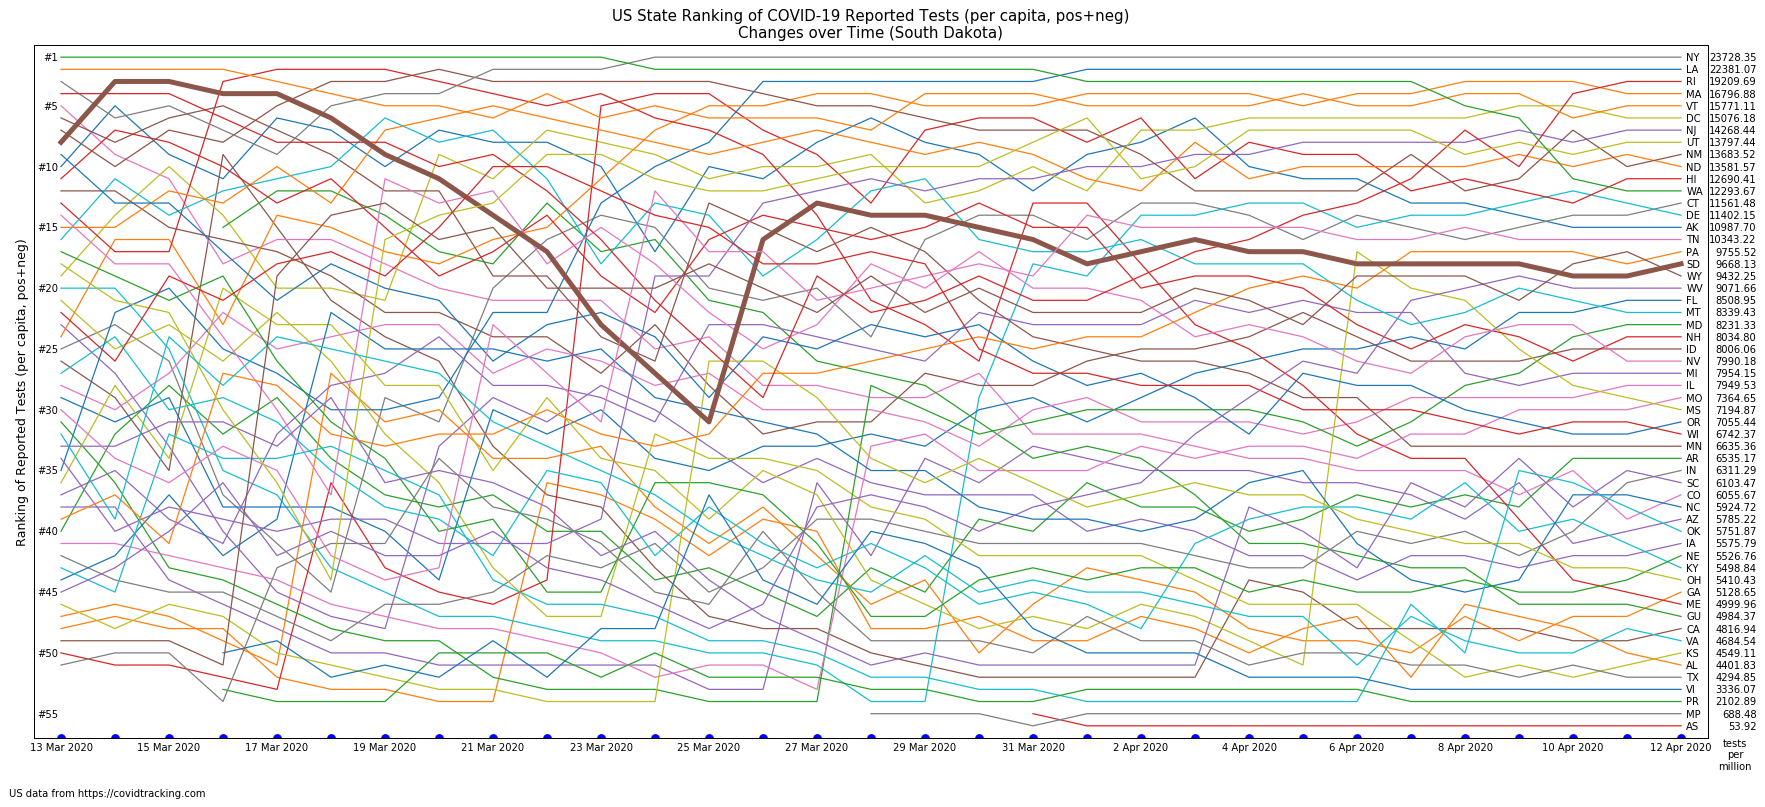 US State Ranking of COVID-19 Reported Tests (per capita, pos+neg)
Changes over Time (South Dakota)
Ranking of Reported Tests (per capita, pos+neg)
#1
#5
#10
#15
#20
#25
#30
#35
#40
#45
#50
#55
NY 23728.35
LA 22381.07
RI 19209.69
MA 16796.88
VT 15771.11
DC 15076.18
NJ 14268.44
UT 13797.44
NM 13683.52
ND 13581.57
HI 12690.41
WA 12293.67
CT 11561.48
DE 11402.15
AK 10987.70
TN 10343.22
PA 9755.52
SD 9668.13
WY 9432.25
WV 9071.66
FL 8508.95
MT 8339.43
MD 8231.33
NH 8034.80
ID 8006.06
NV 7990.18
MI 7954.15
IL 7949.53
MO 7364.65
MS 7194.87
OR 7055.44
WI 6742.37
MN 6635.36
AR 6535.17
IN 6311.29
SC 6103.47
CO 6055.67
NC 5924.72
AZ 5785.22
OK 5751.87
IA 5575.79
NE 5526.76
KY 5498.84
OH 5410.43
GA 5128.65
ME 4999.96
GU 4984.37
CA 4816.94
VA 4684.54
KS 4549.11
AL 4401.83
TX 4294.85
VI 3336.07
PR 2102.89
MP 688.48
AS 53.92
13 Mar 2020 15 Mar 2020 17 Mar 2020 19 Mar 2020 21 Mar 2020 23 Mar 2020 25 Mar 2020 27 Mar 2020 29 Mar 2020 31 Mar 2020 2 Apr 2020 4 Apr 2020 6 Apr 2020 8 Apr 2020 10 Apr 2020 12 Apr 2020
tests
per
million
US data from https://covidtracking.com